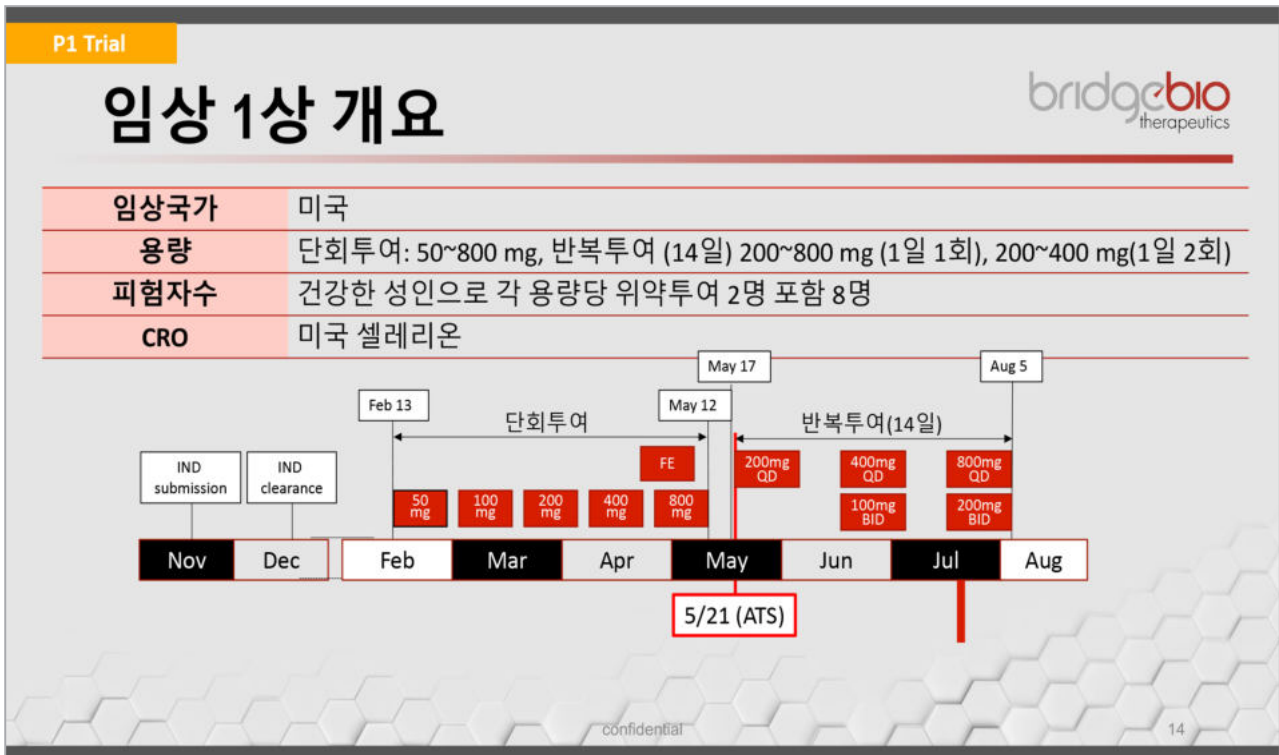 P1 Trial
임상 1상 개요
bridgebio
therapeutics
임상국가 미국
용량 단회투여: 50~800 mg, 반복투여 (14일) 200~800 mg (1일 1회), 200~400 mg(1일 2회)
피험자수 건강한 성인으로 각 용량당 위약투여 2명 포함 8명
CRO 미국 셀레리온
May 17
Aug 5
Feb 13
May 12
단회투여
반복투여(14일)
IND
submission
IND
clearance
FE
200mg
QD
400mg
QD
800mg
QD
50
mg
100
mg
200
mg
400
mg
800
mg
100mg
BID
200mg
BID
Nov Dec Feb Mar Apr May Jun Jul Aug
5/21 (ATS)
confidential
14